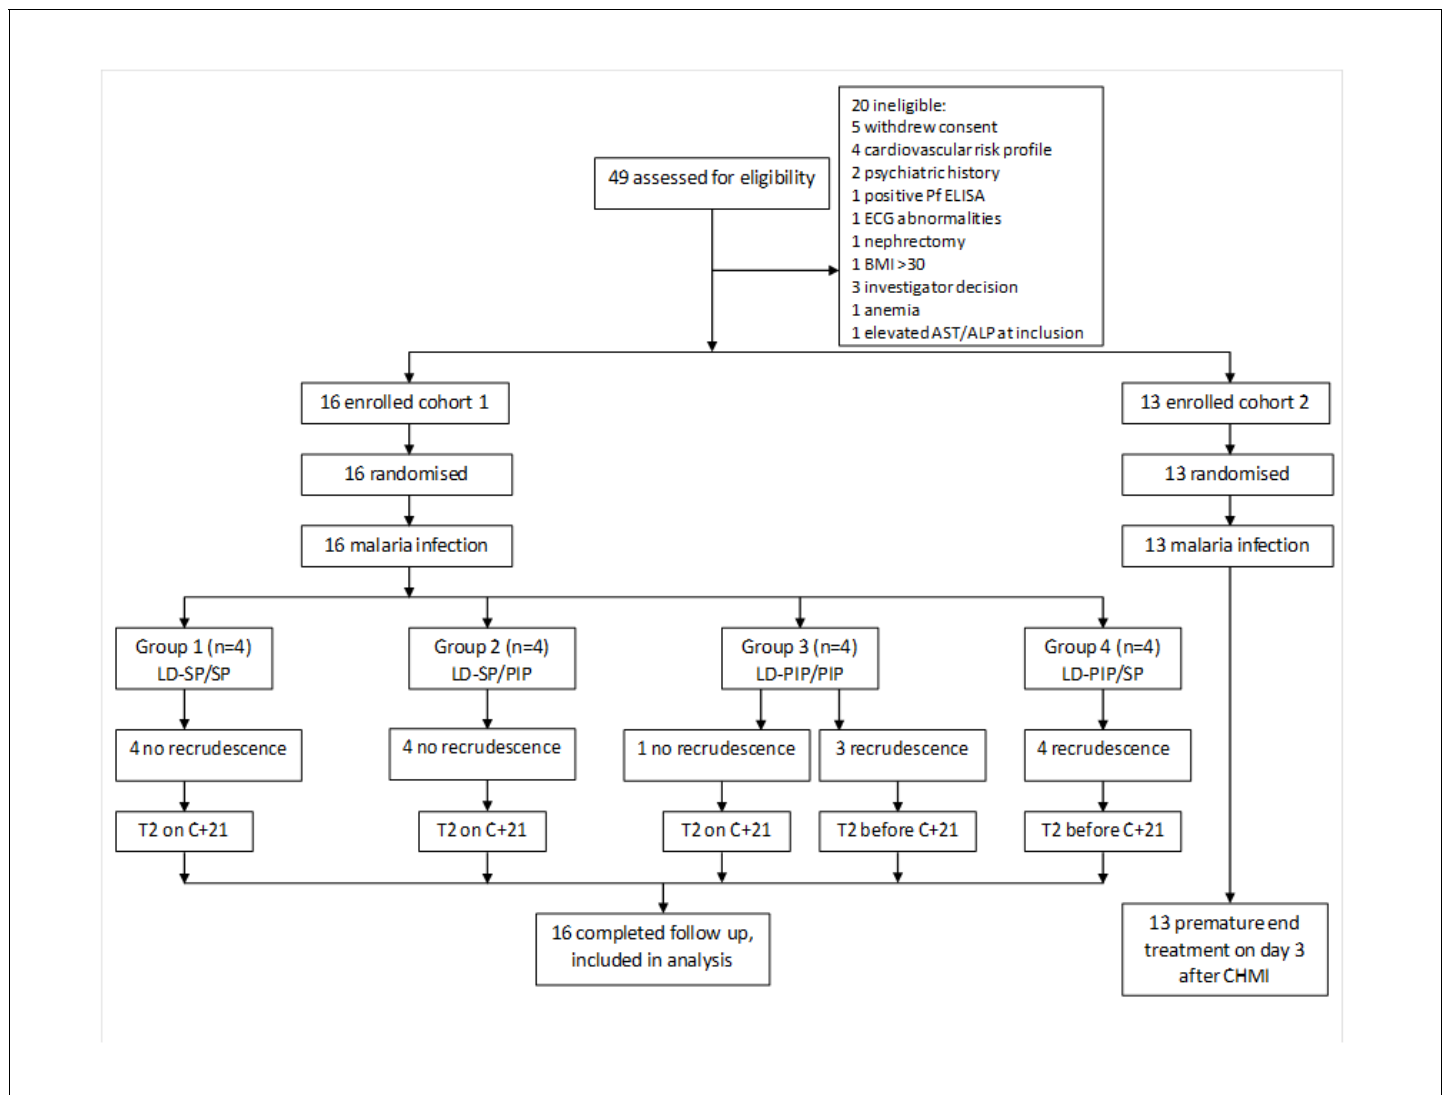 49 assessed for eligibility
20 ineligible:
5 withdrew consent
4 cardiovascular risk profile
2 psychiatric history
1 positive Pf ELISA
1 ECG abnormalities
1 nephrectomy
1 BMI >30
3 investigator decision
1 anemia
1 elevated AST/ALP at inclusion
16 enrolled cohort 1
13 enrolled cohort 2
16 randomised
13 randomised
16 malaria infection
13 malaria infection
Group 1 (n=4)
LD-SP/SP
Group 2 (n=4)
LD-SP/PIP
Group 3 (n=4)
LD-PIP/PIP
Group 4 (n=4)
LD-PIP/SP
4 no recrudescence
4 no recrudescence
1 no recrudescence
3 recrudescence
4 recrudescence
T2 on C+21
T2 on C+21
T2 on C+21
T2 before C+21
T2 before C+21
16 completed follow up,
included in analysis
13 premature end
treatment on day 3
after CHMI